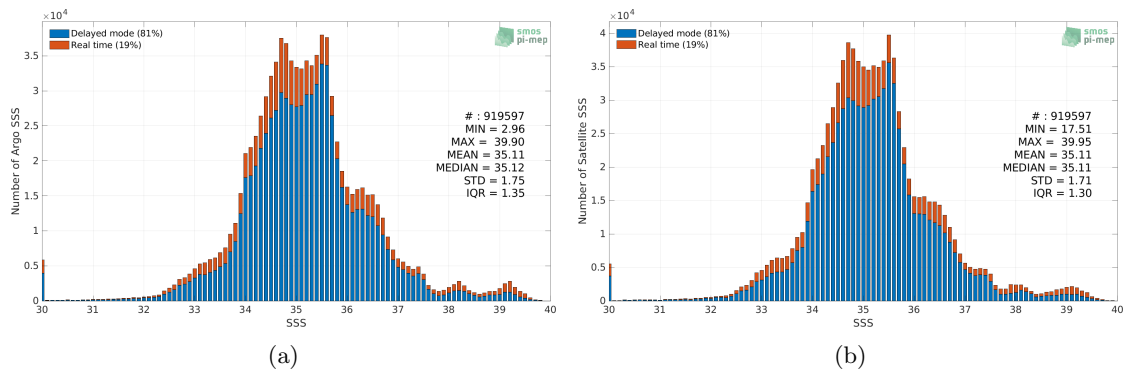 ×10⁴
Delayed mode (81%)
Real time (19%)
smos
pi-mep
3.5
3
2.5
2
1.5
1
0.5
0
Number of Argo SSS
# : 919597
MIN = 2.96
MAX = 39.90
MEAN = 35.11
MEDIAN = 35.12
STD = 1.75
IQR = 1.35
30 31 32 33 34 35 36 37 38 39 40
SSS
(a)
×10⁴
Delayed mode (81%)
Real time (19%)
smos
pi-mep
4
3.5
3
2.5
2
1.5
1
0.5
0
Number of Satellite SSS
# : 919597
MIN = 17.51
MAX = 39.95
MEAN = 35.11
MEDIAN = 35.11
STD = 1.71
IQR = 1.30
30 31 32 33 34 35 36 37 38 39 40
SSS
(b)